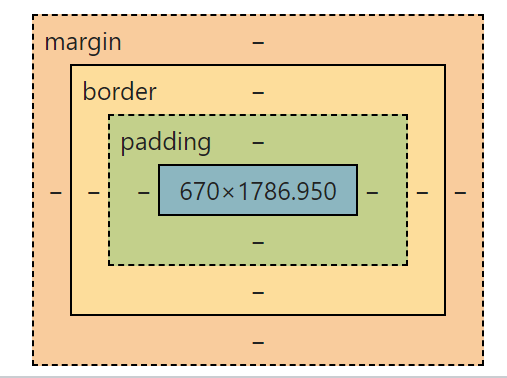 margin –
border –
padding –
– – – 670×1786.950 – – –
–
–
–